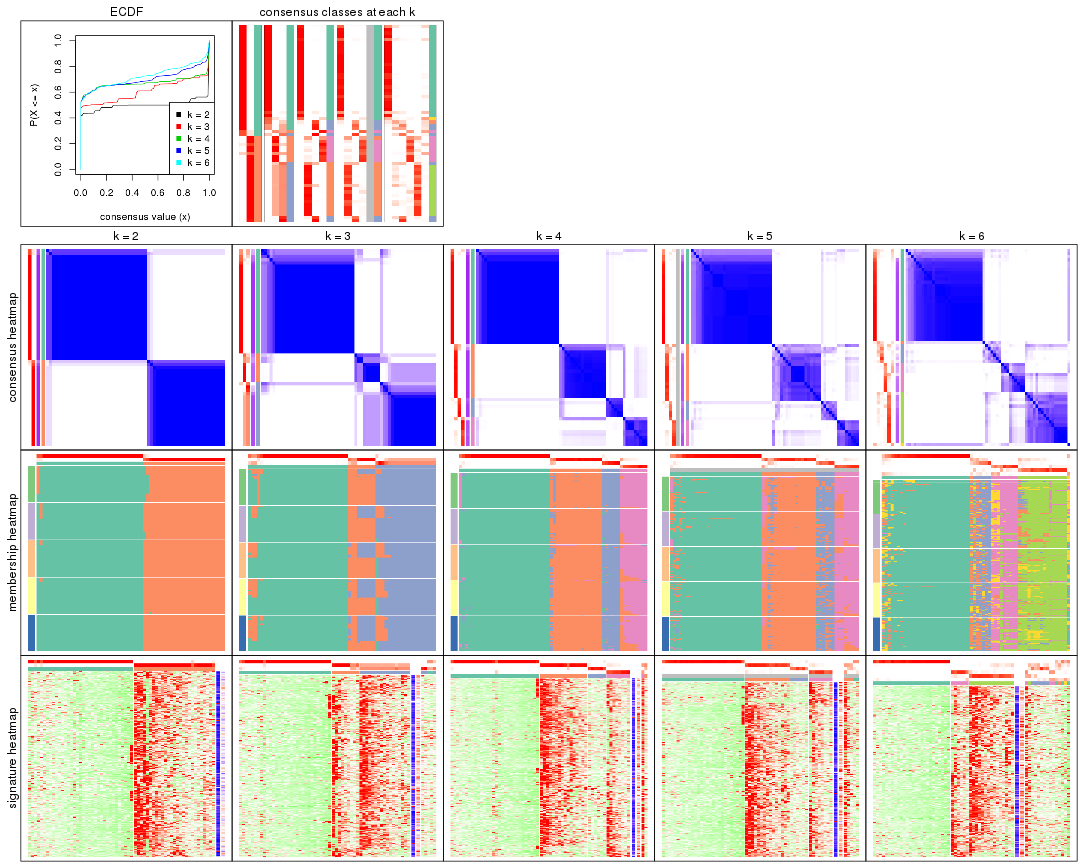 ECDF
consensus classes at each k
P(X <= x)
0.0 0.2 0.4 0.6 0.8 1.0
k = 2
k = 3
k = 4
k = 5
k = 6
0.0 0.2 0.4 0.6 0.8 1.0
consensus value (x)
k = 2
k = 3
k = 4
k = 5
k = 6
consensus heatmap
membership heatmap
signature heatmap